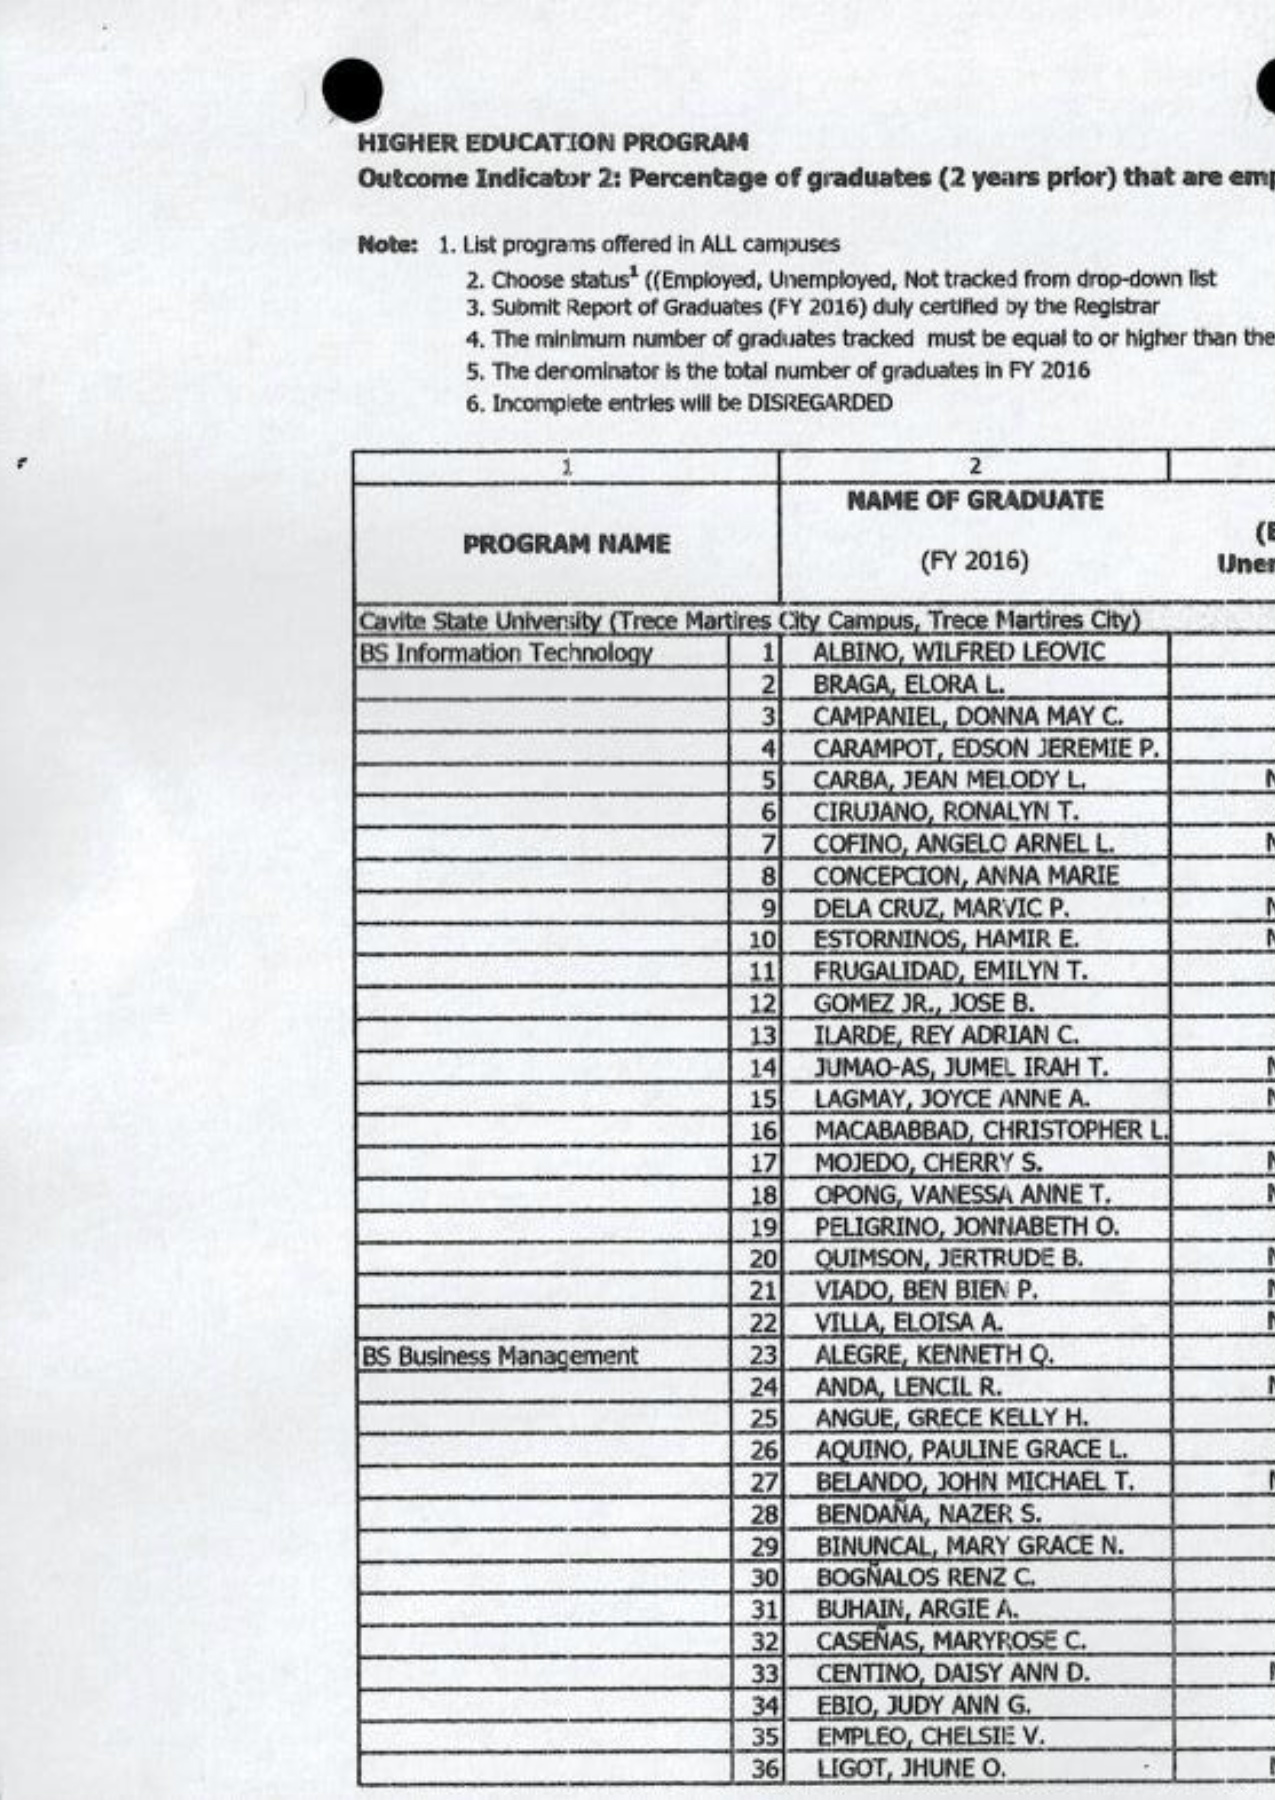 HIGHER EDUCATION PROGRAM
Outcome Indicator 2: Percentage of graduates (2 years prior) that are emp
Note: 1. List programs offered in ALL campuses
2. Choose status¹ ((Employed, Unemployed, Not tracked from drop-down list
3. Submit Report of Graduates (FY 2016) duly certified by the Registrar
4. The minimum number of graduates tracked must be equal to or higher than the
5. The denominator is the total number of graduates in FY 2016
6. Incomplete entries will be DISREGARDED
1 2
PROGRAM NAME
NAME OF GRADUATE
(FY 2016)
(E
Uner
Cavite State University (Trece Martires City Campus, Trece Martires City)
BS Information Technology 1 ALBINO, WILFRED LEOVIC
2 BRAGA, ELORA L.
3 CAMPANIEL, DONNA MAY C.
4 CARAMPOT, EDSON JEREMIE P.
5 CARBA, JEAN MELODY L. N
6 CIRUJANO, RONALYN T.
7 COFINO, ANGELO ARNEL L. N
8 CONCEPCION, ANNA MARIE
9 DELA CRUZ, MARVIC P. N
10 ESTORNINOS, HAMIR E. N
11 FRUGALIDAD, EMILYN T.
12 GOMEZ JR., JOSE B.
13 ILARDE, REY ADRIAN C.
14 JUMAO-AS, JUMEL IRAH T. N
15 LAGMAY, JOYCE ANNE A. N
16 MACABABBAD, CHRISTOPHER L.
17 MOJEDO, CHERRY S. N
18 OPONG, VANESSA ANNE T. N
19 PELIGRINO, JONNABETH O.
20 QUIMSON, JERTRUDE B. N
21 VIADO, BEN BIEN P. N
22 VILLA, ELOISA A. N
BS Business Management 23 ALEGRE, KENNETH Q.
24 ANDA, LENCIL R. N
25 ANGUE, GRECE KELLY H.
26 AQUINO, PAULINE GRACE L.
27 BELANDO, JOHN MICHAEL T. N
28 BENDAÑA, NAZER S.
29 BINUNCAL, MARY GRACE N.
30 BOGÑALOS RENZ C.
31 BUHAIN, ARGIE A.
32 CASEÑAS, MARYROSE C.
33 CENTINO, DAISY ANN D.
34 EBIO, JUDY ANN G.
35 EMPLEO, CHELSIE V.
36 LIGOT, JHUNE O.